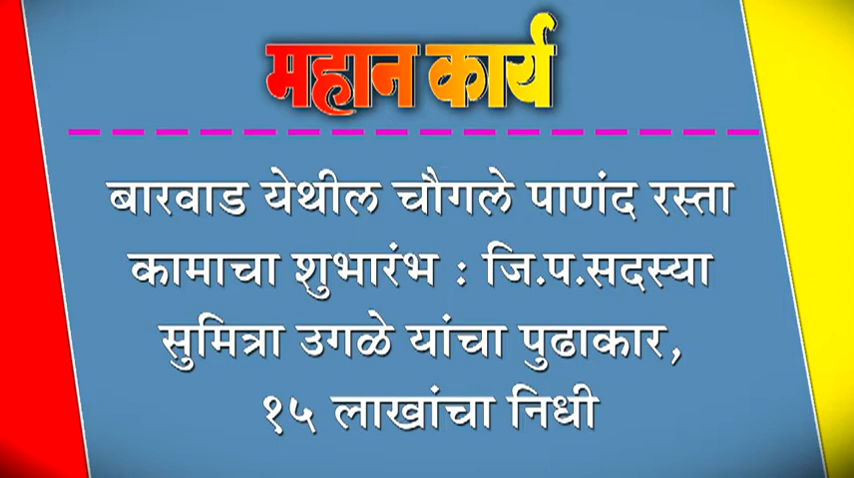 महान कार्य
बारवाड येथील चौगले पाणंद रस्ता
कामाचा शुभारंभ : जि.प.सदस्या
सुमित्रा उगळे यांचा पुढाकार,
१५ लाखांचा निधी